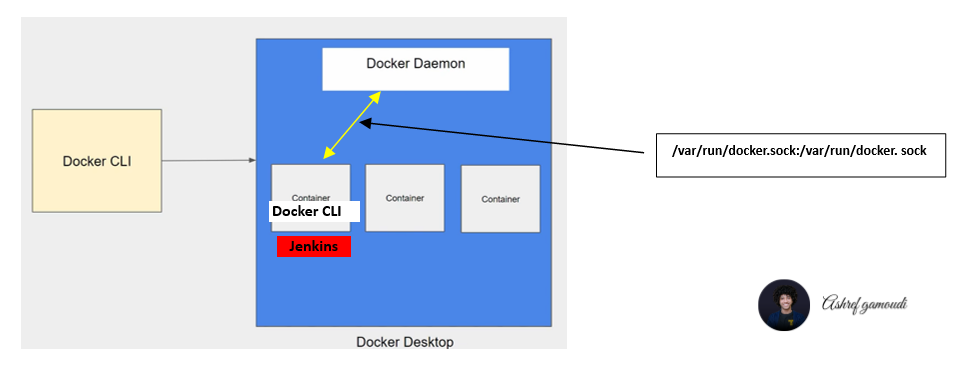 Docker Daemon
Docker CLI
/var/run/docker.sock:/var/run/docker. sock
Container
Container
Container
Docker CLI
Jenkins
Ashref gamoudi
Docker Desktop